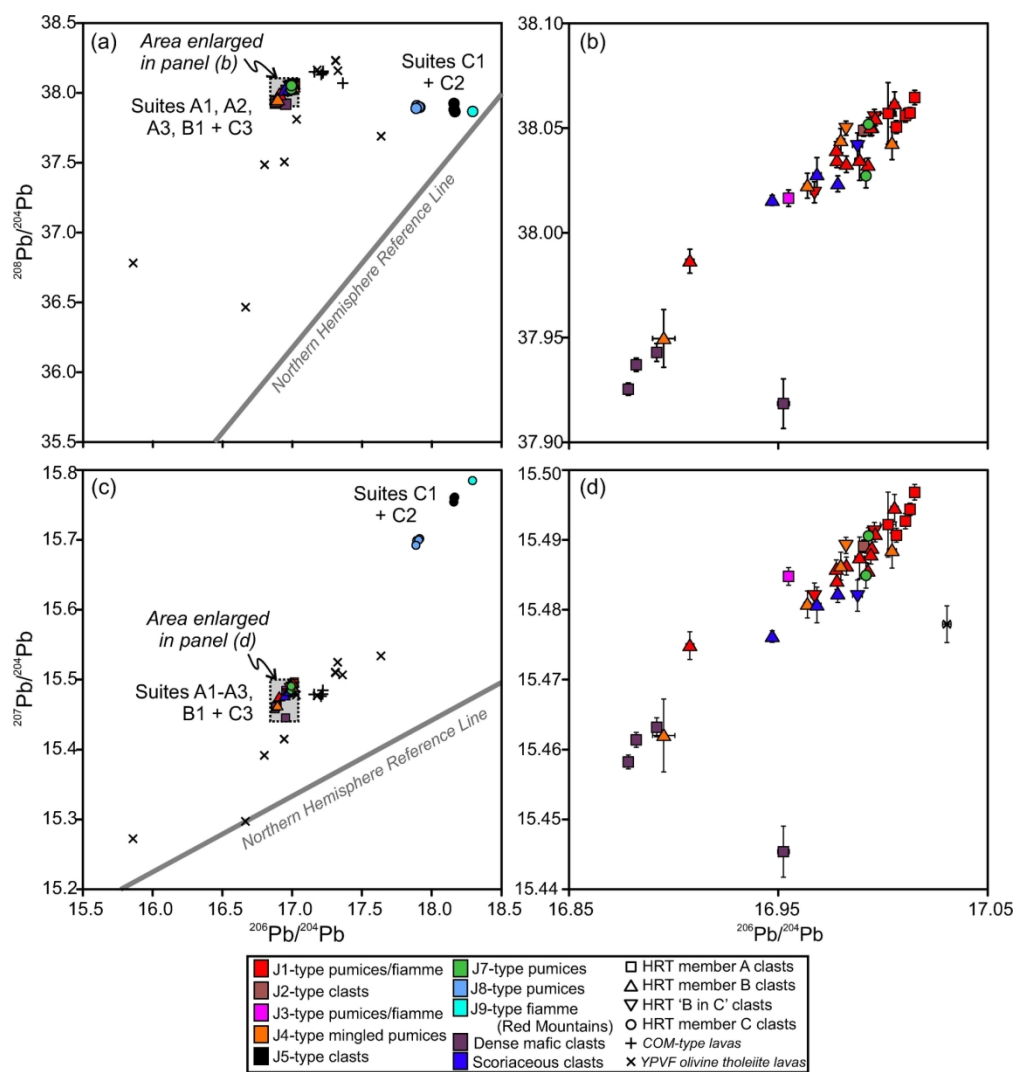 (a)
Area enlarged
in panel (b)
Suites C1
+ C2
Suites A1, A2,
A3, B1 + C3
Northern Hemisphere Reference Line
208Pb/204Pb
38.5
38.0
37.5
37.0
36.5
36.0
35.5
(b)
38.10
38.05
38.00
37.95
37.90
(c)
Suites C1
+ C2
Area enlarged
in panel (d)
Suites A1-A3,
B1 + C3
Northern Hemisphere Reference Line
207Pb/204Pb
15.8
15.7
15.6
15.5
15.4
15.3
15.2
15.5 16.0 16.5 17.0 17.5 18.0 18.5
206Pb/204Pb
(d)
15.50
15.49
15.48
15.47
15.46
15.45
15.44
16.85 16.95 17.05
206Pb/204Pb
J1-type pumices/fiamme
J2-type clasts
J3-type pumices/fiamme
J4-type mingled pumices
J5-type clasts
J7-type pumices
J8-type pumices
J9-type fiamme
(Red Mountains)
Dense mafic clasts
Scoriaceous clasts
HRT member A clasts
HRT member B clasts
HRT 'B in C' clasts
HRT member C clasts
COM-type lavas
YPVF olivine tholeiite lavas